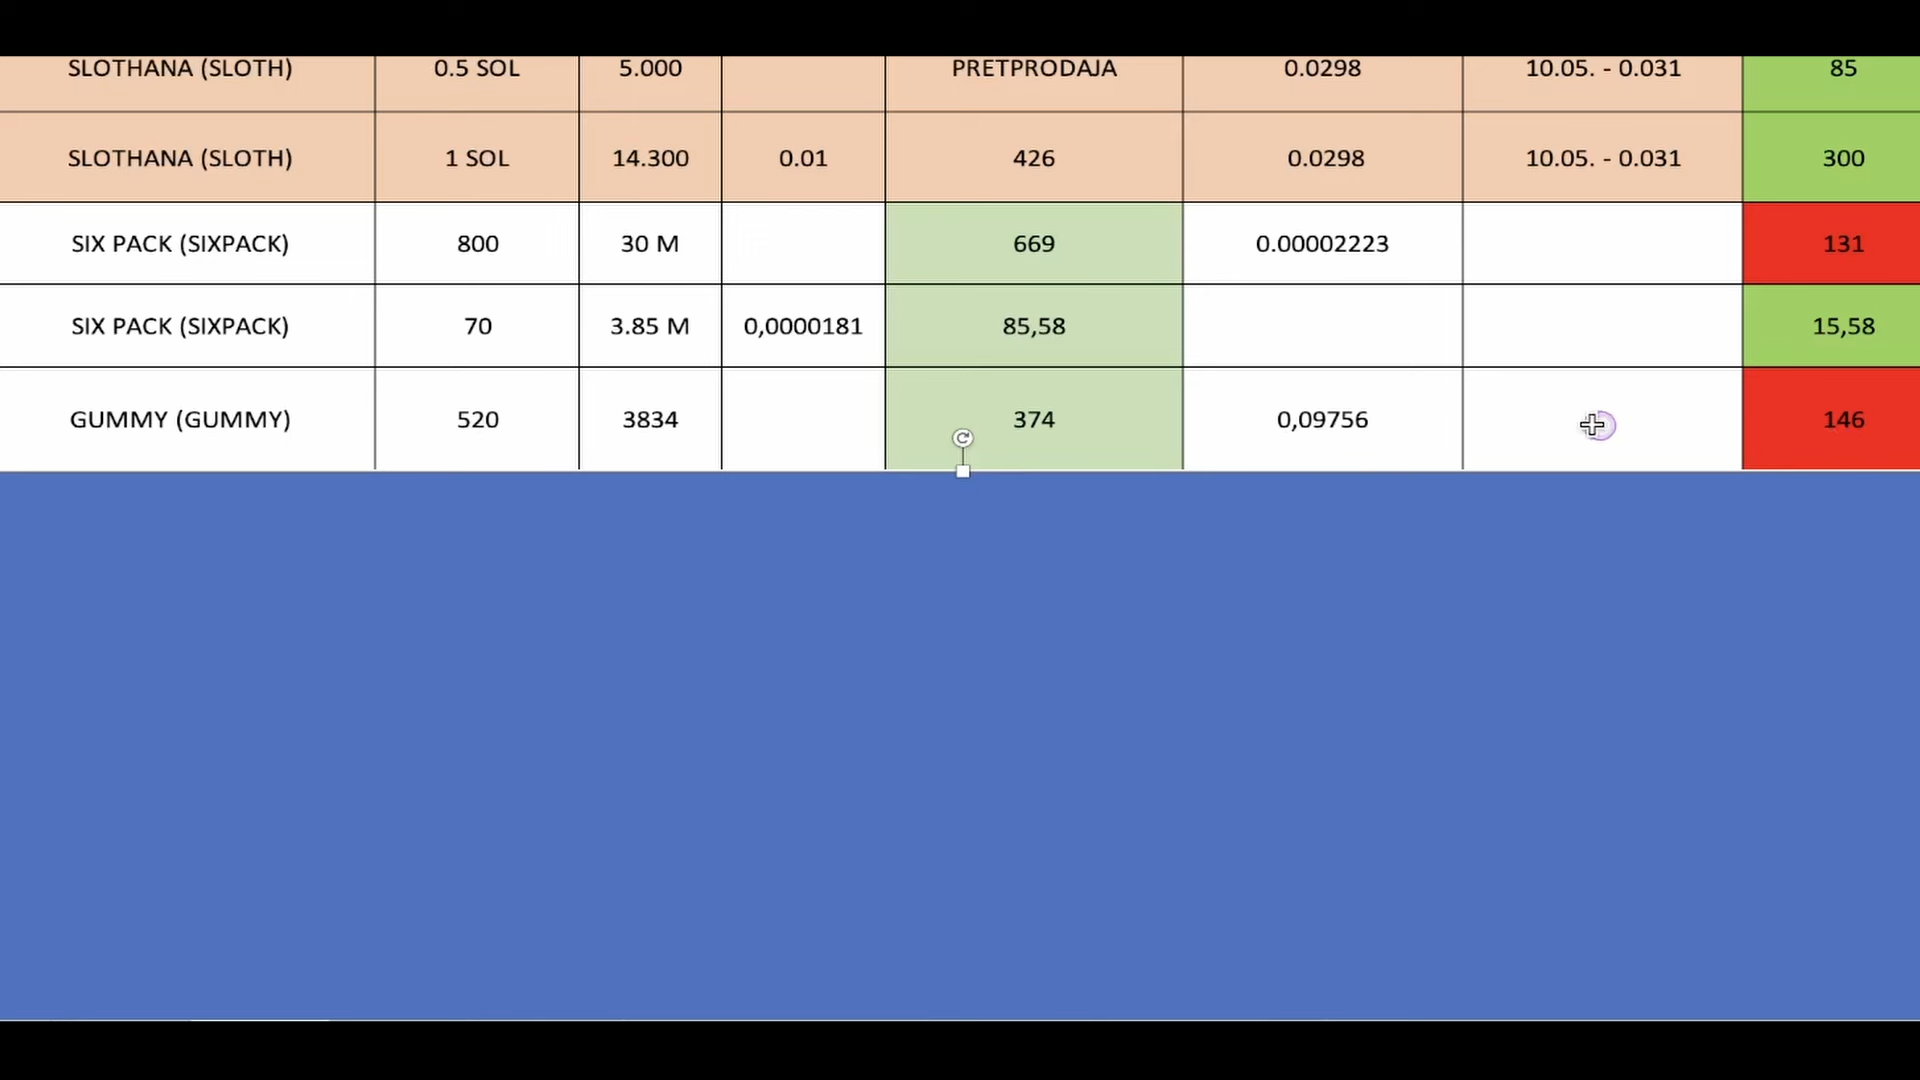 SLOTHANA (SLOTH) 0.5 SOL 5.000 PRETPRODAJA 0.0298 10.05. - 0.031 85
SLOTHANA (SLOTH) 1 SOL 14.300 0.01 426 0.0298 10.05. - 0.031 300
SIX PACK (SIXPACK) 800 30 M 669 0.00002223 131
SIX PACK (SIXPACK) 70 3.85 M 0,0000181 85,58 15,58
GUMMY (GUMMY) 520 3834 374 0,09756 146